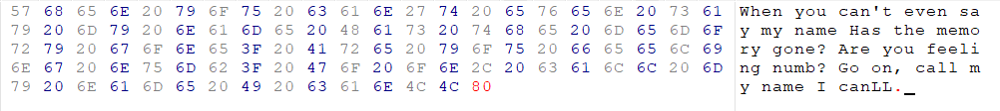 57 68 65 6E 20 79 6F 75 20 63 61 6E 27 74 20 65 76 65 6E 20 73 61 When you can't even sa
79 20 6D 79 20 6E 61 6D 65 20 48 61 73 20 74 68 65 20 6D 65 6D 6F y my name Has the memo
72 79 20 67 6F 6E 65 3F 20 41 72 65 20 79 6F 75 20 66 65 65 6C 69 ry gone? Are you feeli
6E 67 20 6E 75 6D 62 3F 20 47 6F 20 6F 6E 2C 20 63 61 6C 6C 20 6D ng numb? Go on, call m
79 20 6E 61 6D 65 20 49 20 63 61 6E 4C 4C 80 y name I canLL._